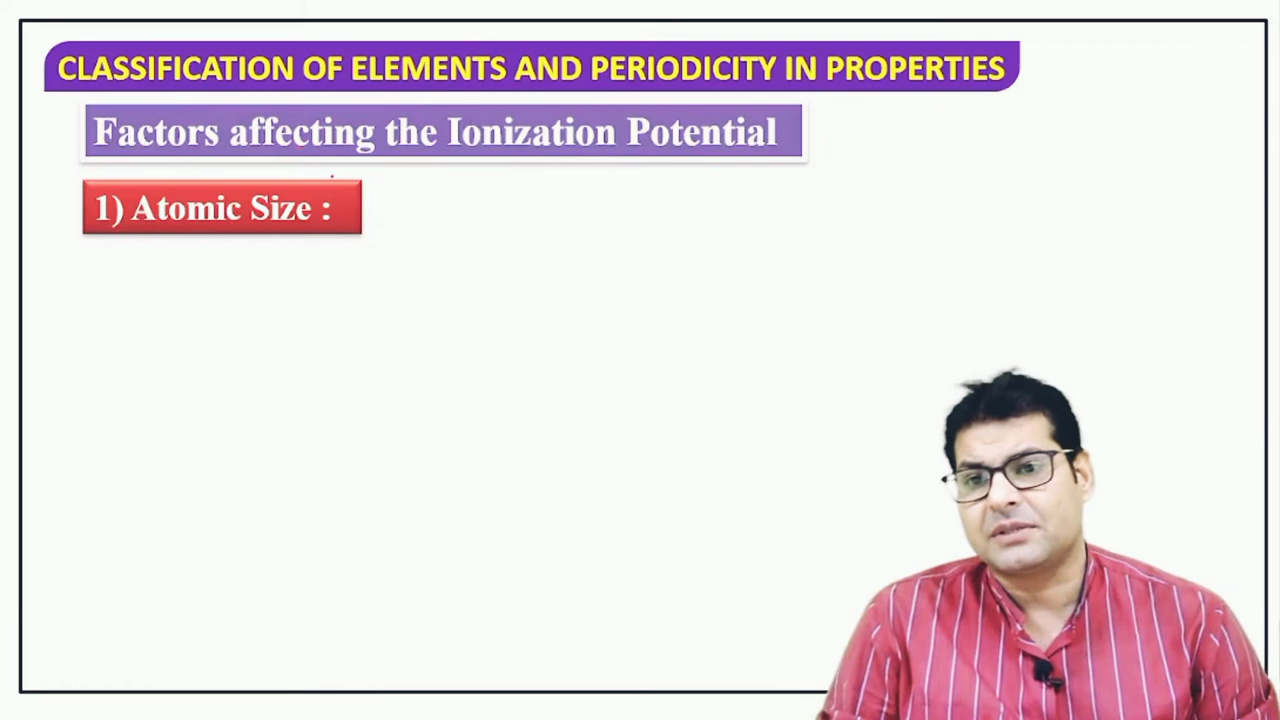 CLASSIFICATION OF ELEMENTS AND PERIODICITY IN PROPERTIES
Factors affecting the Ionization Potential
1) Atomic Size :